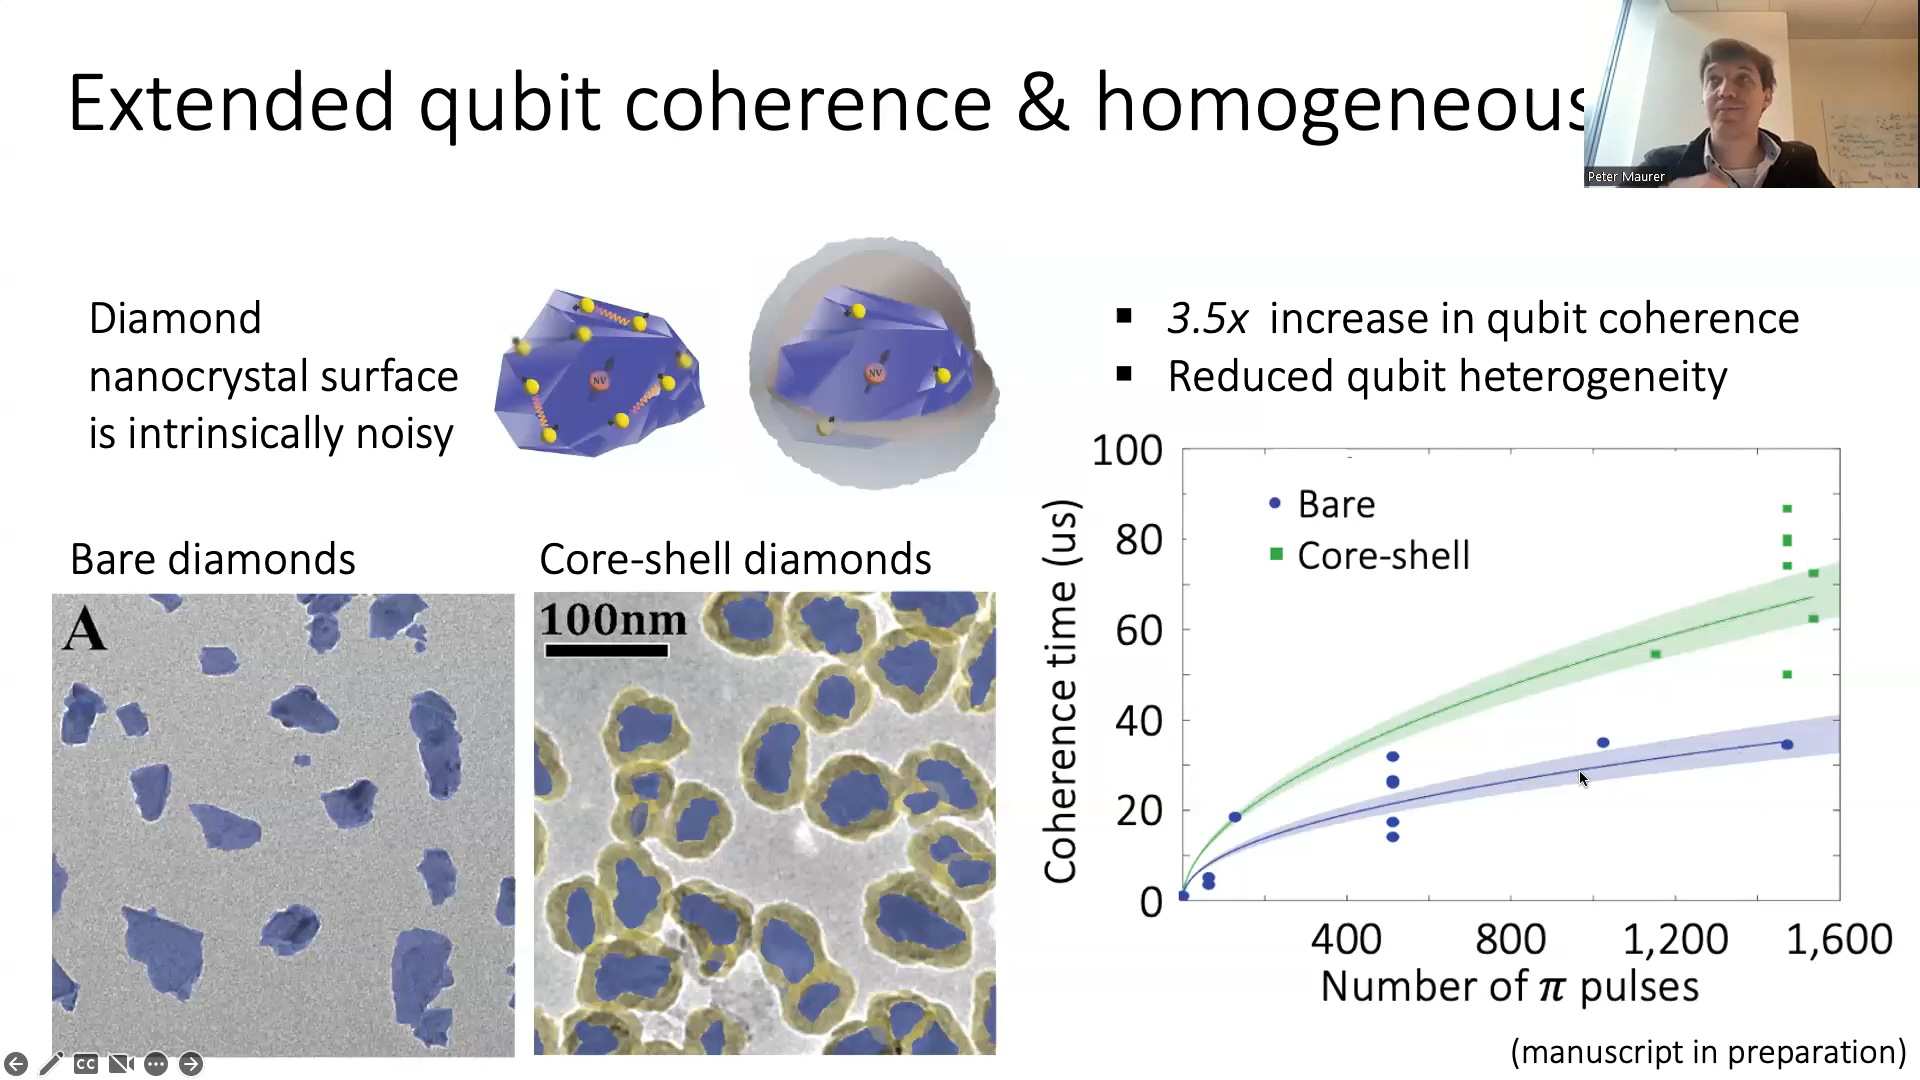 Extended qubit coherence & homogeneous
Peter Maurer
Diamond
nanocrystal surface
is intrinsically noisy
NV
NV
▪ 3.5x increase in qubit coherence
▪ Reduced qubit heterogeneity
Bare diamonds
Core-shell diamonds
A
100nm
100
80
60
40
20
0
Coherence time (us)
Bare
Core-shell
400 800 1,200 1,600
Number of π pulses
(manuscript in preparation)
CC